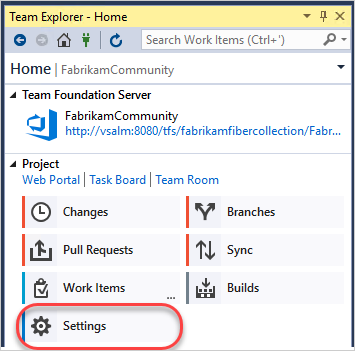 Team Explorer - Home
Search Work Items (Ctrl+')
Home | FabrikamCommunity
Team Foundation Server
FabrikamCommunity
http://vsalm:8080/tfs/fabrikamfibercollection/Fabr...
Project
Web Portal | Task Board | Team Room
Changes
Branches
Pull Requests
Sync
Work Items
...
Builds
Settings